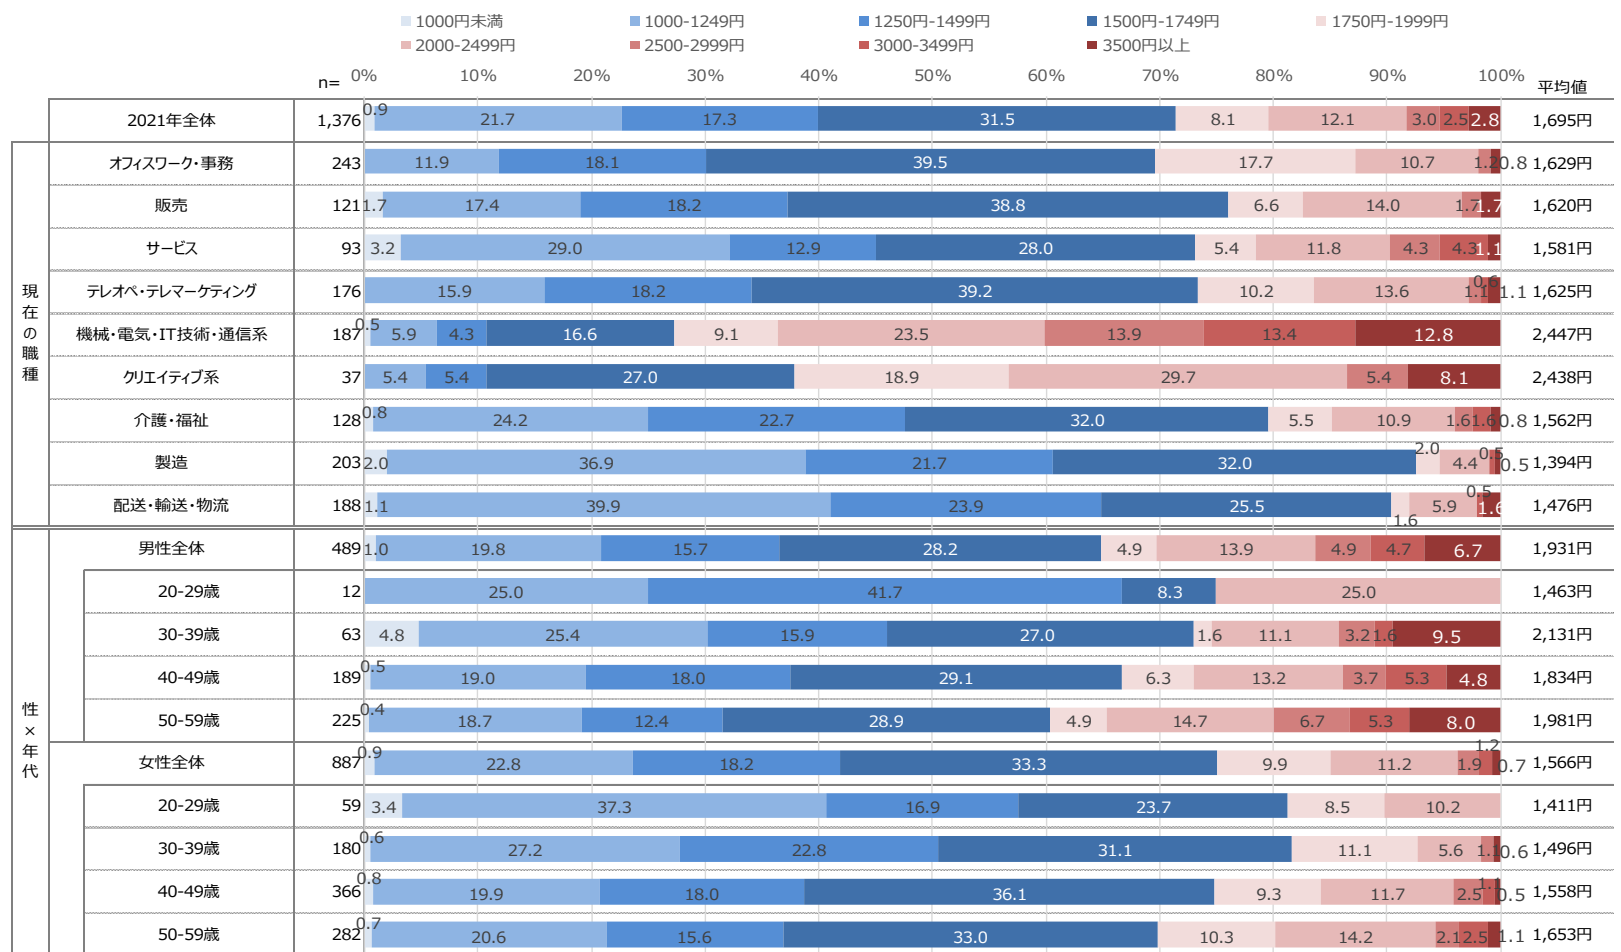 1000円未満 1000-1249円 1250円-1499円 1500円-1749円 1750円-1999円
2000-2499円 2500-2999円 3000-3499円 3500円以上
n= 0% 10% 20% 30% 40% 50% 60% 70% 80% 90% 100% 平均値
2021年全体 1,376 0.9 21.7 17.3 31.5 8.1 12.1 3.0 2.5 2.8 1,695円
現在の職種
オフィスワーク・事務 243 11.9 18.1 39.5 17.7 10.7 1.2 0.8 1,629円
販売 121 1.7 17.4 18.2 38.8 6.6 14.0 1.7 1.7 1,620円
サービス 93 3.2 29.0 12.9 28.0 5.4 11.8 4.3 4.3 1.1 1,581円
テレオペ・テレマーケティング 176 15.9 18.2 39.2 10.2 13.6 1.1 0.6 1.1 1,625円
機械・電気・IT技術・通信系 187 0.5 5.9 4.3 16.6 9.1 23.5 13.9 13.4 12.8 2,447円
クリエイティブ系 37 5.4 5.4 27.0 18.9 29.7 5.4 8.1 2,438円
介護・福祉 128 0.8 24.2 22.7 32.0 5.5 10.9 1.6 1.6 0.8 1,562円
製造 203 2.0 36.9 21.7 32.0 2.0 4.4 0.5 0.5 1,394円
配送・輸送・物流 188 1.1 39.9 23.9 25.5 1.6 5.9 0.5 1.6 1,476円
性×年代
男性全体 489 1.0 19.8 15.7 28.2 4.9 13.9 4.9 4.7 6.7 1,931円
20-29歳 12 25.0 41.7 8.3 25.0 1,463円
30-39歳 63 4.8 25.4 15.9 27.0 1.6 11.1 3.2 1.6 9.5 2,131円
40-49歳 189 0.5 19.0 18.0 29.1 6.3 13.2 3.7 5.3 4.8 1,834円
50-59歳 225 0.4 18.7 12.4 28.9 4.9 14.7 6.7 5.3 8.0 1,981円
女性全体 887 0.9 22.8 18.2 33.3 9.9 11.2 1.9 1.2 0.7 1,566円
20-29歳 59 3.4 37.3 16.9 23.7 8.5 10.2 1,411円
30-39歳 180 0.6 27.2 22.8 31.1 11.1 5.6 1.1 0.6 1,496円
40-49歳 366 0.8 19.9 18.0 36.1 9.3 11.7 2.5 1.1 0.5 1,558円
50-59歳 282 0.7 20.6 15.6 33.0 10.3 14.2 2.1 2.5 1.1 1,653円